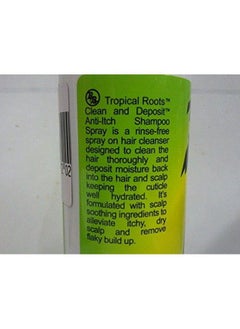 Tropical Roots™
Clean and Deposit™
Anti-Itch Shampoo
Spray is a rinse-free
spray on hair cleanser
designed to clean the
hair thoroughly and
deposit moisture back
into the hair and scalp
keeping the cuticle
well hydrated. It's
formulated with scalp
soothing ingredients to
alleviate itchy, dry
scalp and remove
flaky build up.